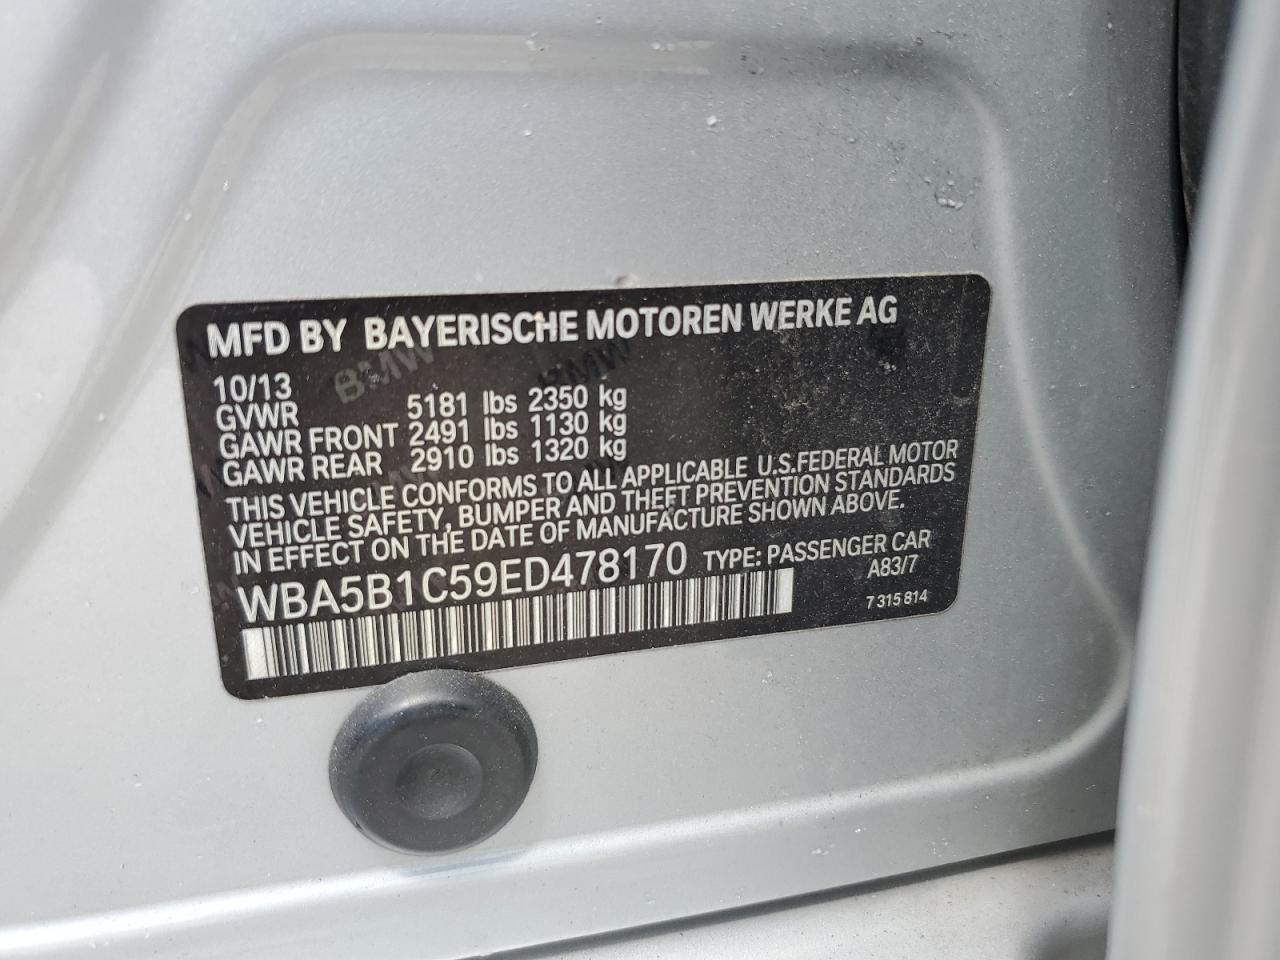 MFD BY BAYERISCHE MOTOREN WERKE AG
10/13
GVWR 5181 lbs 2350 kg
GAWR FRONT 2491 lbs 1130 kg
GAWR REAR 2910 lbs 1320 kg
THIS VEHICLE CONFORMS TO ALL APPLICABLE U.S.FEDERAL MOTOR
VEHICLE SAFETY, BUMPER AND THEFT PREVENTION STANDARDS
IN EFFECT ON THE DATE OF MANUFACTURE SHOWN ABOVE.
WBA5B1C59ED478170 TYPE: PASSENGER CAR
A83/7
7 315 814